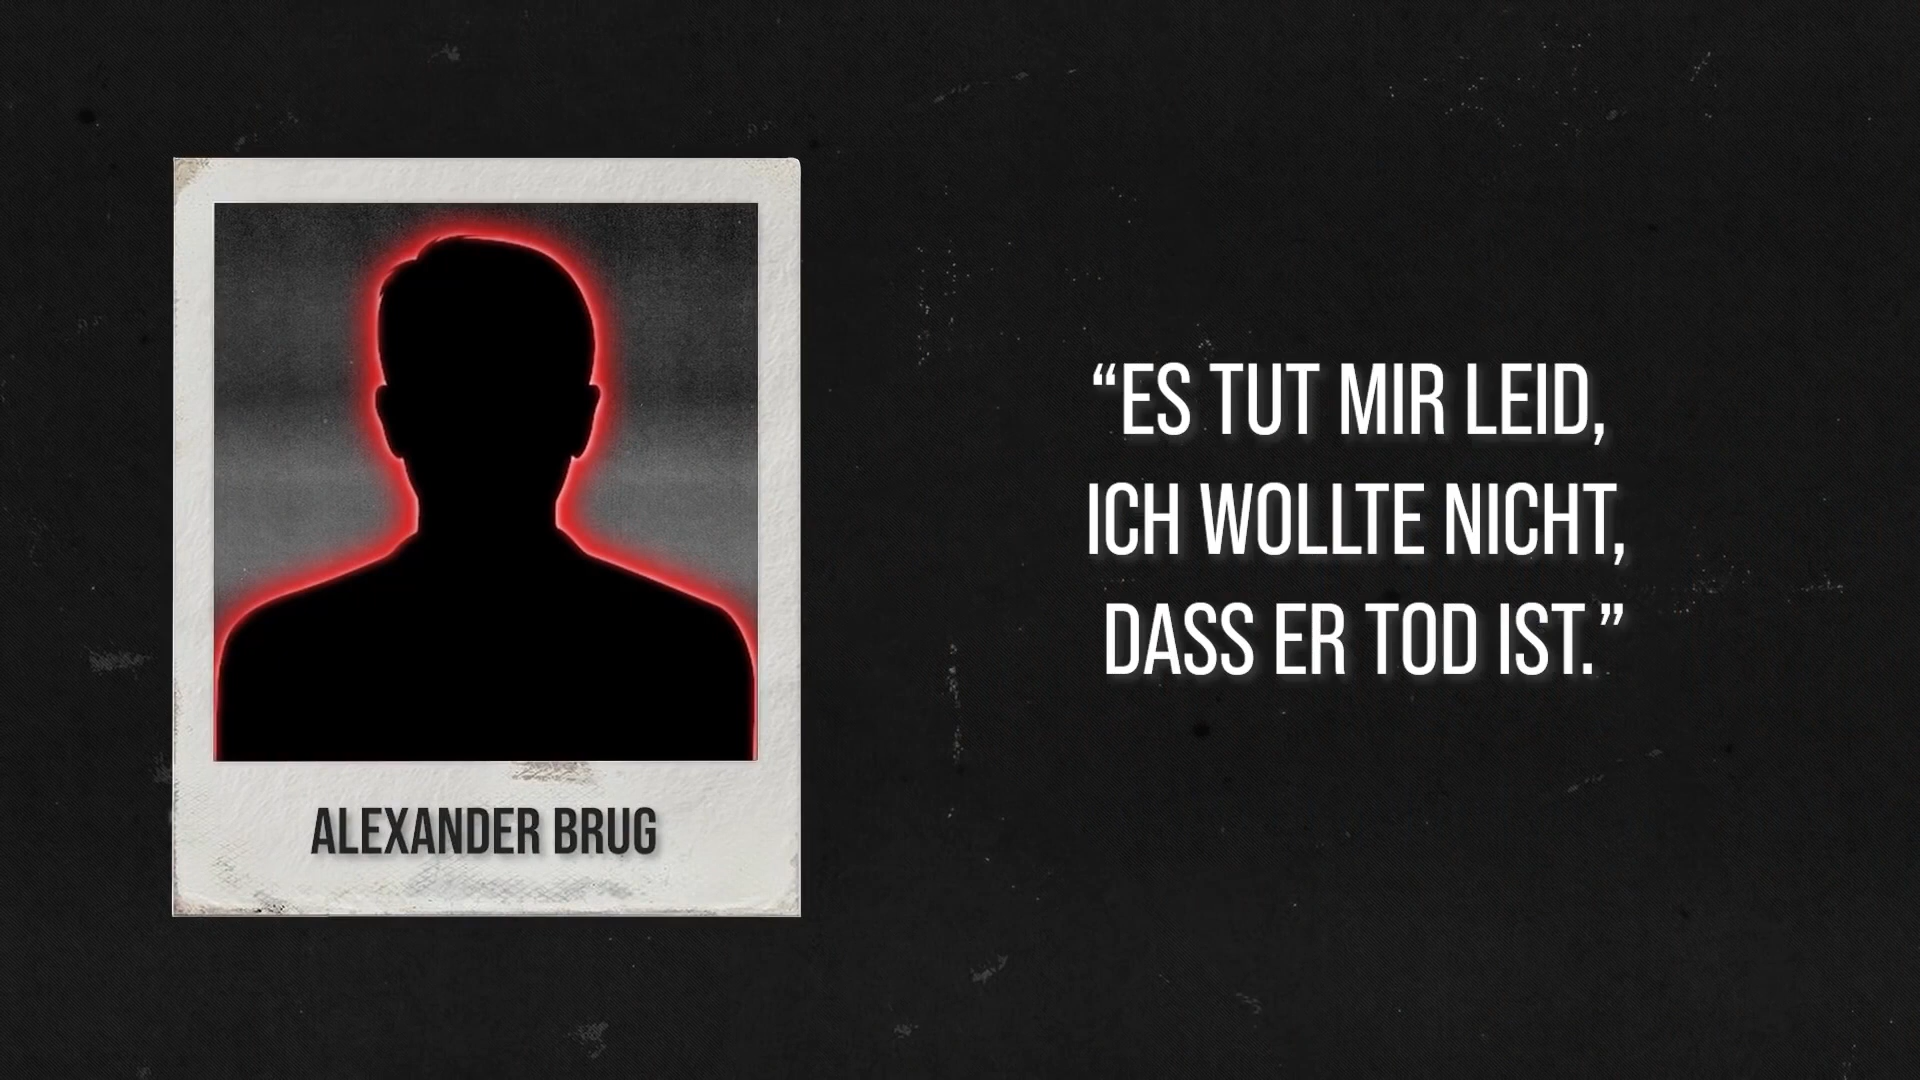 ALEXANDER BRUG
“ES TUT MIR LEID,
ICH WOLLTE NICHT,
DASS ER TOD IST.”